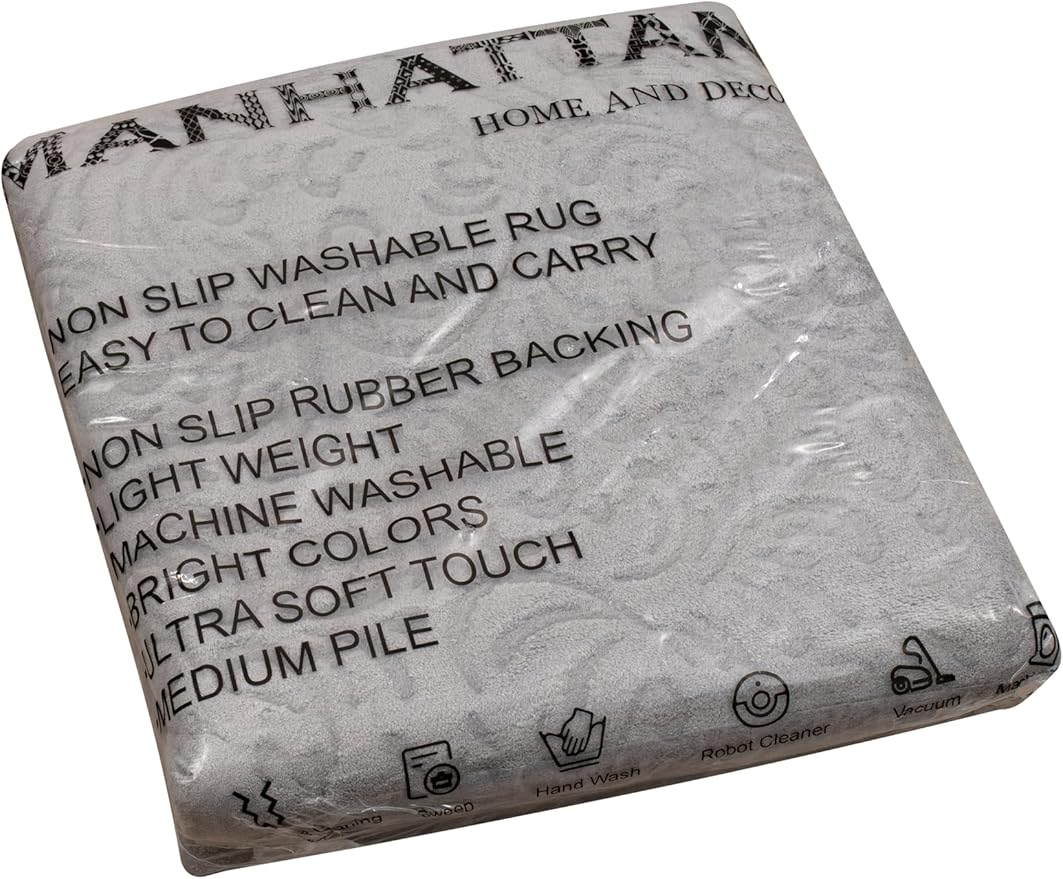 MANHATTAN
HOME AND DECO
NON SLIP WASHABLE RUG
EASY TO CLEAN AND CARRY
NON SLIP RUBBER BACKING
LIGHT WEIGHT
MACHINE WASHABLE
BRIGHT COLORS
ULTRA SOFT TOUCH
MEDIUM PILE
Sweep
Hand Wash
Robot Cleaner
Vacuum